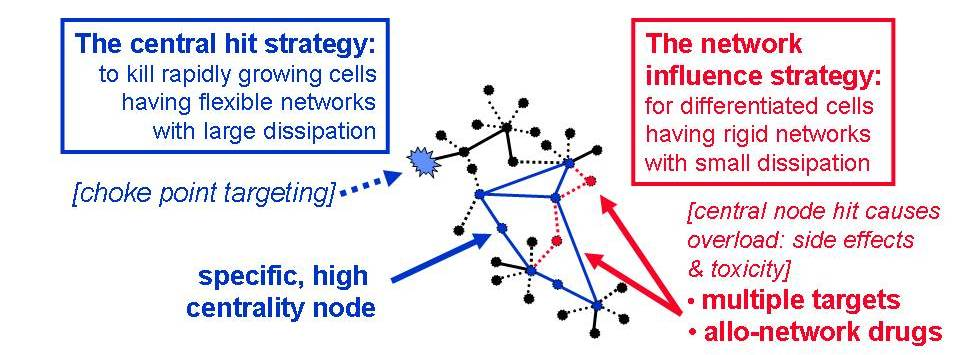 The central hit strategy:
to kill rapidly growing cells
having flexible networks
with large dissipation
[choke point targeting]
specific, high
centrality node
The network
influence strategy:
for differentiated cells
having rigid networks
with small dissipation
[central node hit causes
overload: side effects
& toxicity]
• multiple targets
• allo-network drugs